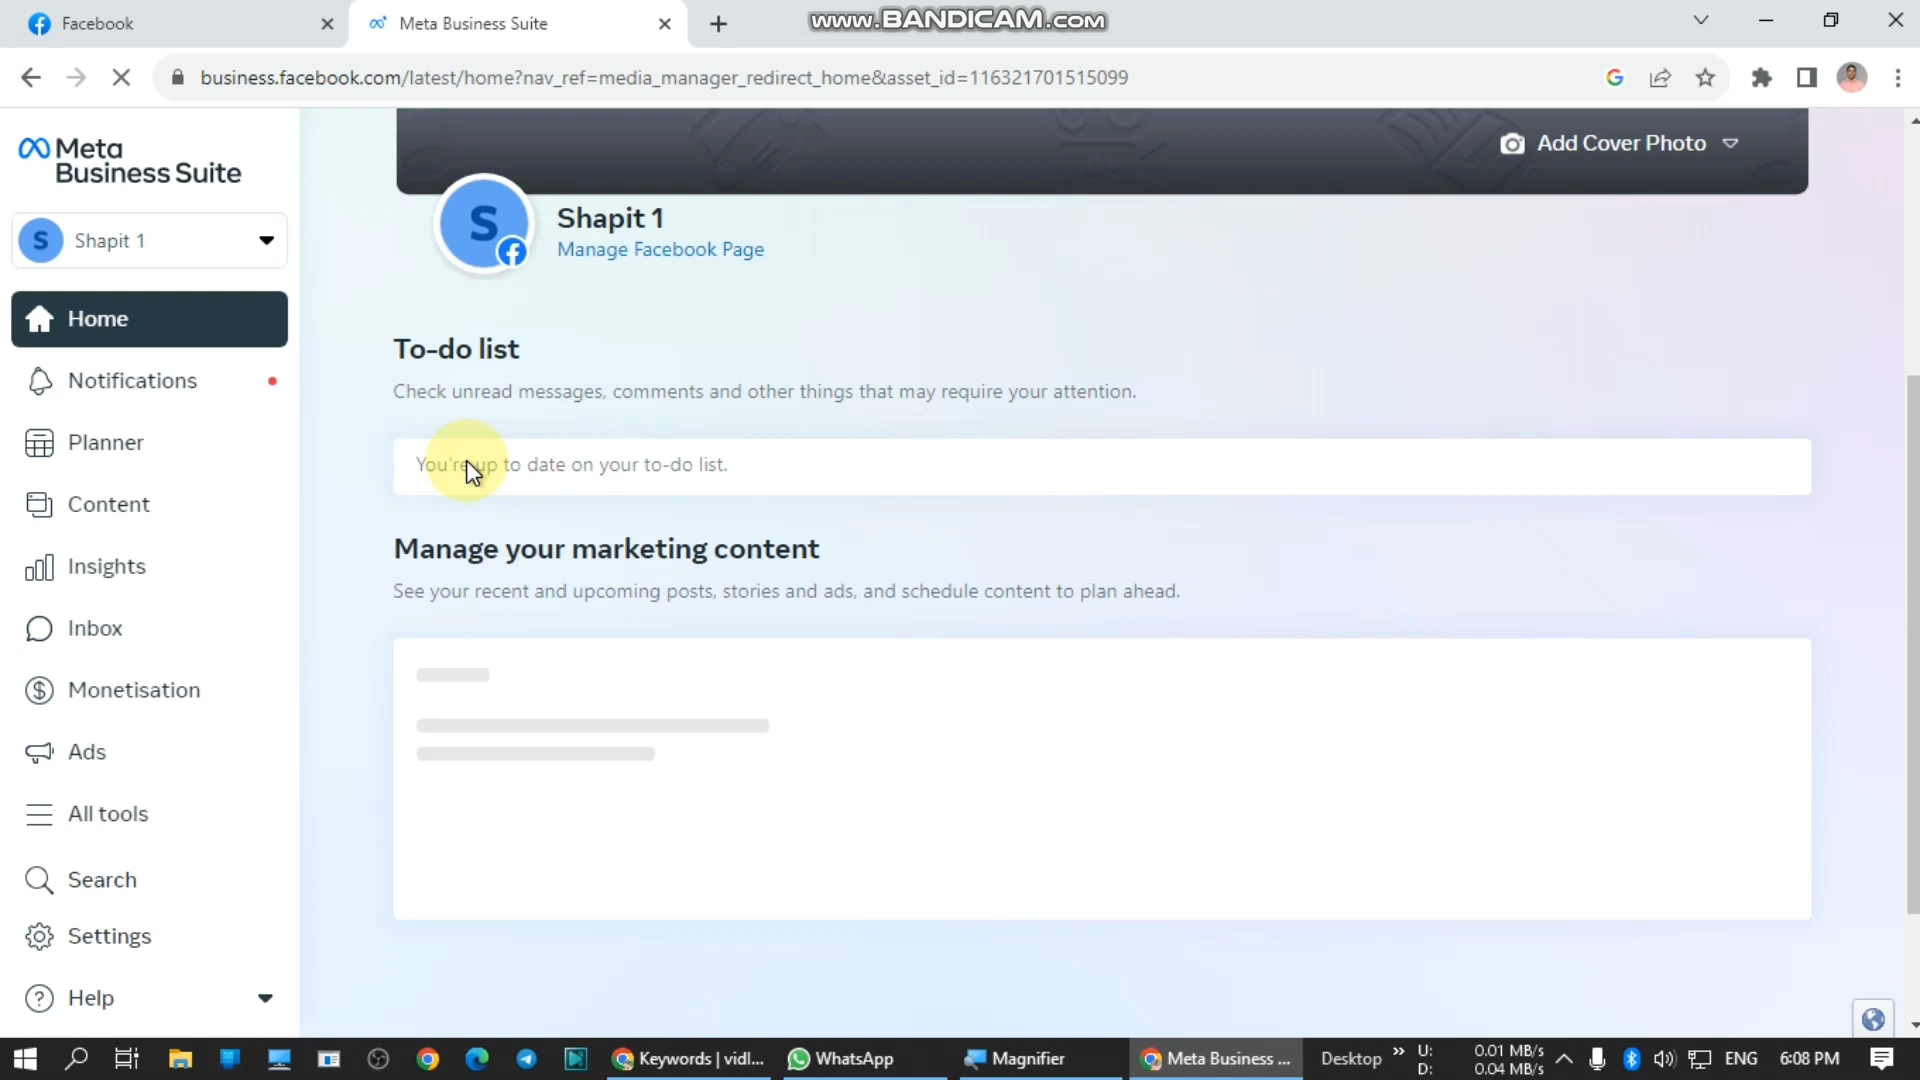 Facebook
Meta Business Suite
www.BANDICAM.com
business.facebook.com/latest/home?nav_ref=media_manager_redirect_home&asset_id=116321701515099
Meta
Business Suite
S
Shapit 1
Home
Notifications
Planner
Content
Insights
Inbox
Monetisation
Ads
All tools
Search
Settings
Help
Add Cover Photo
S
Shapit 1
Manage Facebook Page
To-do list
Check unread messages, comments and other things that may require your attention.
You're up to date on your to-do list.
Manage your marketing content
See your recent and upcoming posts, stories and ads, and schedule content to plan ahead.
Keywords | vidl...
WhatsApp
Magnifier
Meta Business ...
Desktop
U: 0.01 MB/s
D: 0.04 MB/s
ENG
6:08 PM